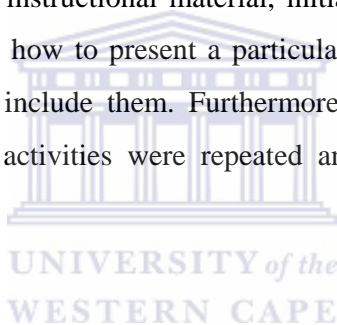 instructional material, initia
how to present a particula
include them. Furthermore
activities were repeated an
UNIVERSITY of the
WESTERN CAPE